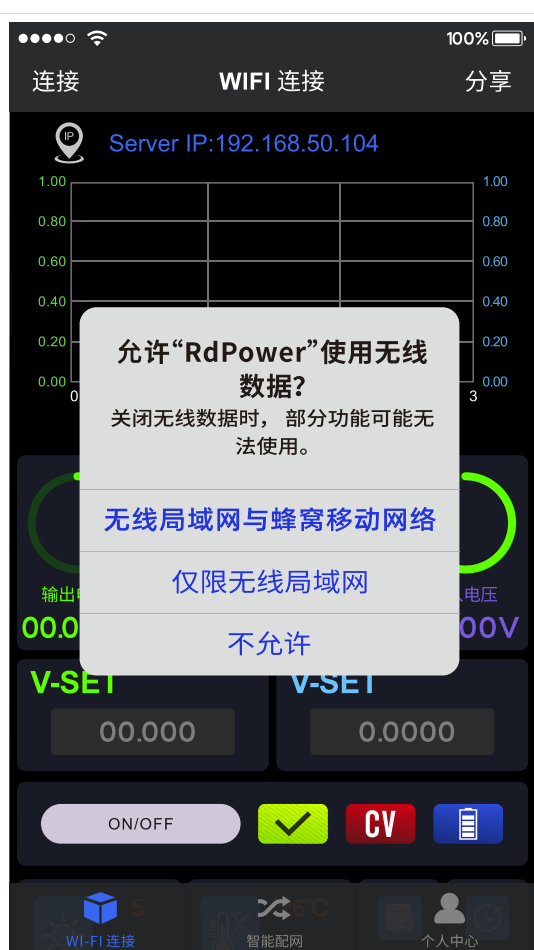 100%
连接 WIFI 连接 分享
IP Server IP:192.168.50.104
1.00 1.00
0.80 0.80
0.60 0.60
0.40 0.40
0.20 0.20
0.00 0.00
0 3
允许“RdPower”使用无线
数据？
关闭无线数据时， 部分功能可能无
法使用。
无线局域网与蜂窝移动网络
仅限无线局域网
不允许
输出 电压
00.0 00V
V-SET V-SET
00.000 0.0000
ON/OFF CV
WI-FI 连接 智能配网 个人中心